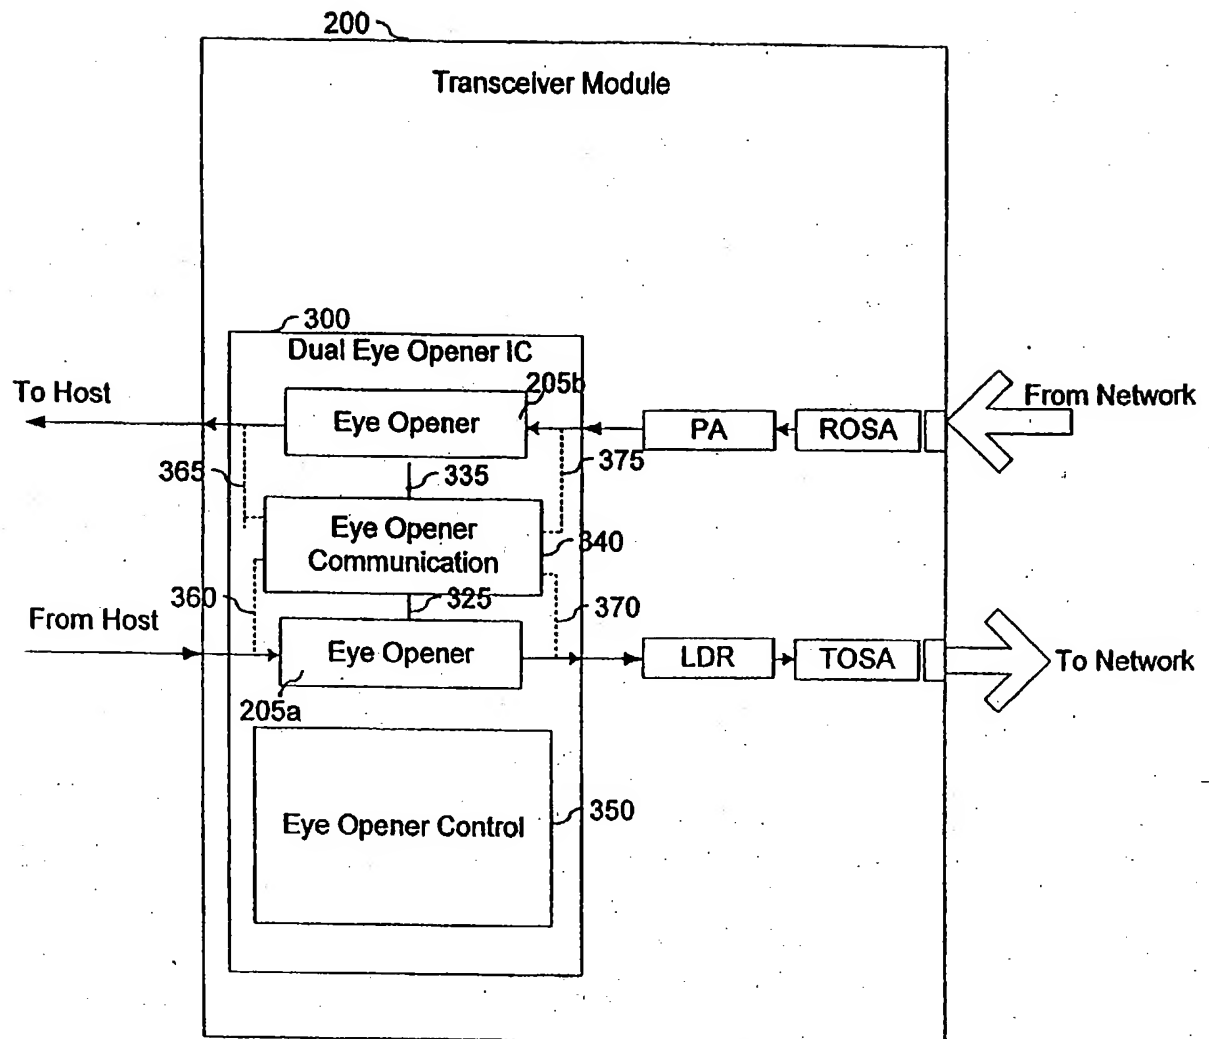 200
Transceiver Module
300
Dual Eye Opener IC
To Host
205b
From Network
Eye Opener
PA
ROSA
365
335
375
Eye Opener
Communication
340
360
325
370
From Host
Eye Opener
LDR
TOSA
To Network
205a
Eye Opener Control
350